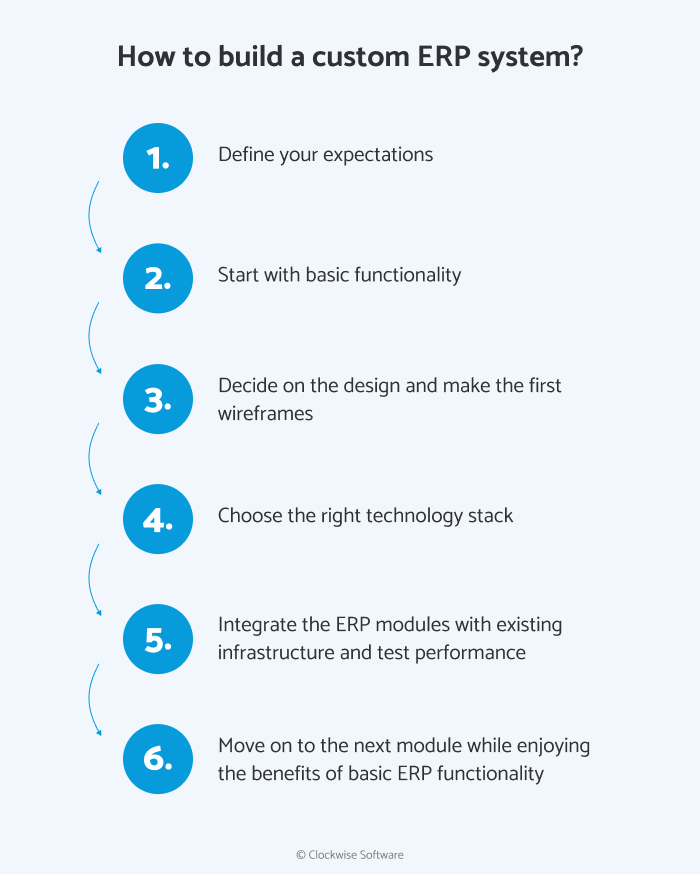 How to build a custom ERP system?
1.
Define your expectations
2.
Start with basic functionality
3.
Decide on the design and make the first
wireframes
4.
Choose the right technology stack
5.
Integrate the ERP modules with existing
infrastructure and test performance
6.
Move on to the next module while enjoying
the benefits of basic ERP functionality
© Clockwise Software